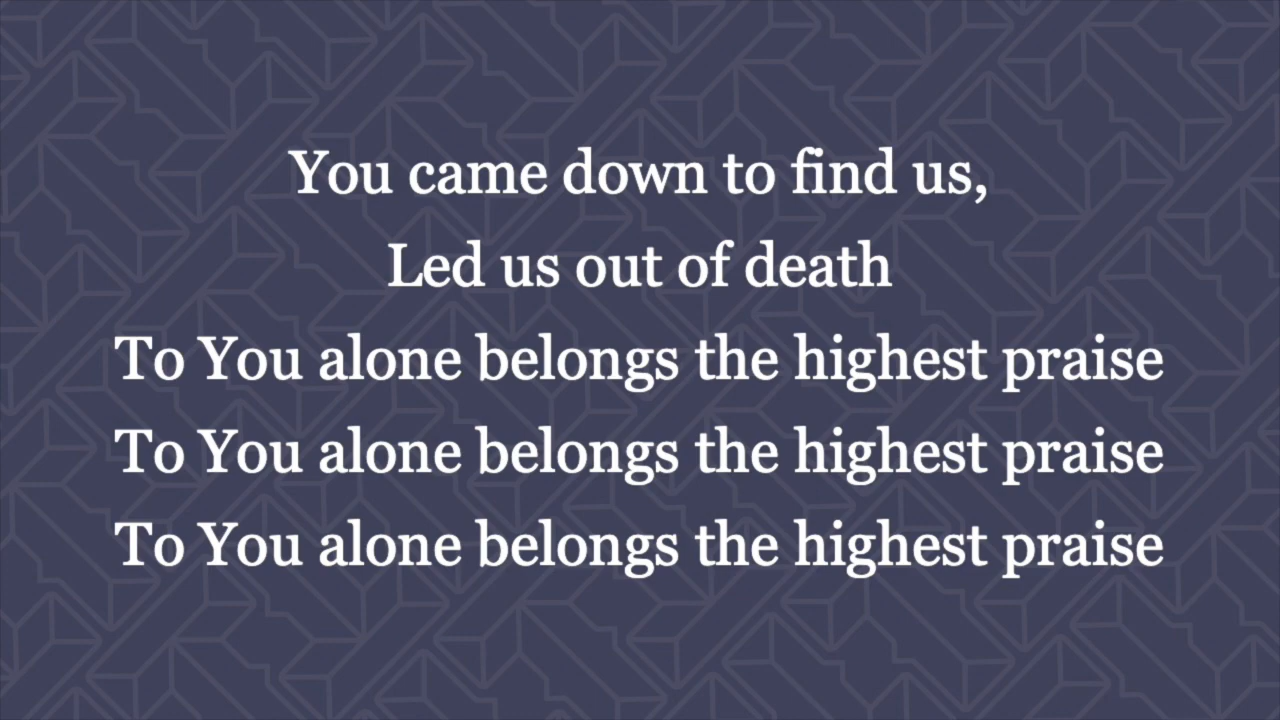 You came down to find us,
Led us out of death
To You alone belongs the highest praise
To You alone belongs the highest praise
To You alone belongs the highest praise